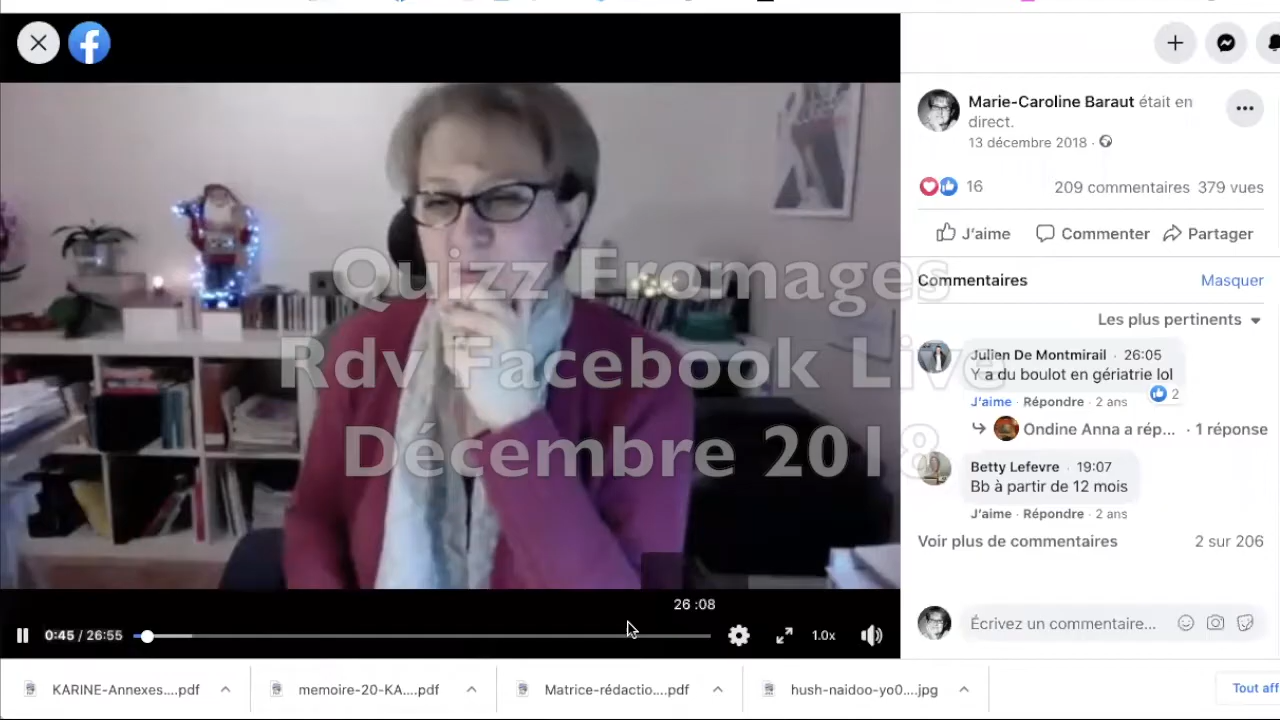 Marie-Caroline Baraut était en
direct.
13 décembre 2018 ·
16
209 commentaires 379 vues
J'aime
Commenter
Partager
Commentaires
Masquer
Les plus pertinents
Julien De Montmirail · 26:05
Y a du boulot en gériatrie lol
2
J'aime · Répondre · 2 ans
Ondine Anna a rép... · 1 réponse
Betty Lefevre · 19:07
Bb à partir de 12 mois
J'aime · Répondre · 2 ans
Voir plus de commentaires
2 sur 206
Écrivez un commentaire...
Quizz Fromages
Rdv Facebook Live
Décembre 2018
26 :08
0:45 / 26:55
1.0x
KARINE-Annexes....pdf
memoire-20-KA....pdf
Matrice-rédactio....pdf
hush-naidoo-yo0....jpg
Tout aff